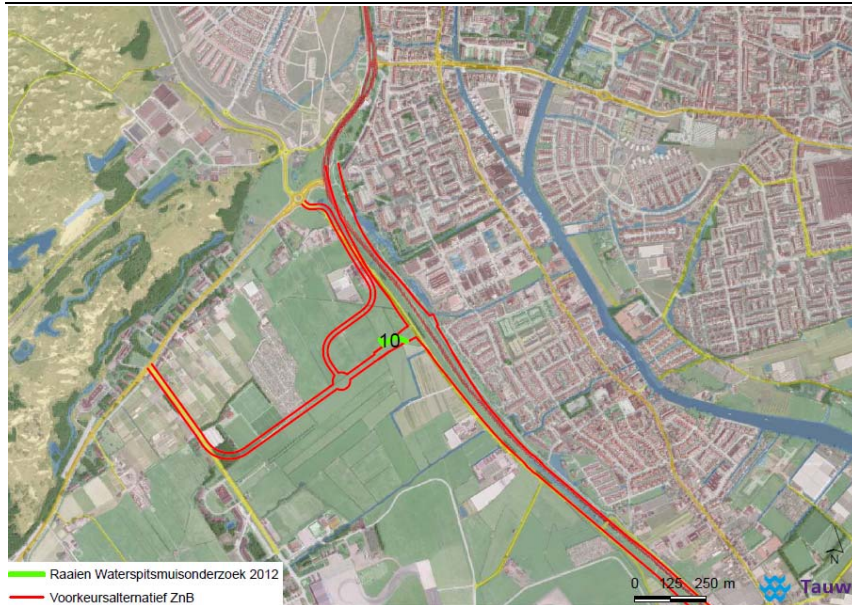 10
Raaien Waterspitsmuisonderzoek 2012
Voorkeursalternatief ZnB
0 125 250 m
N
Tauw